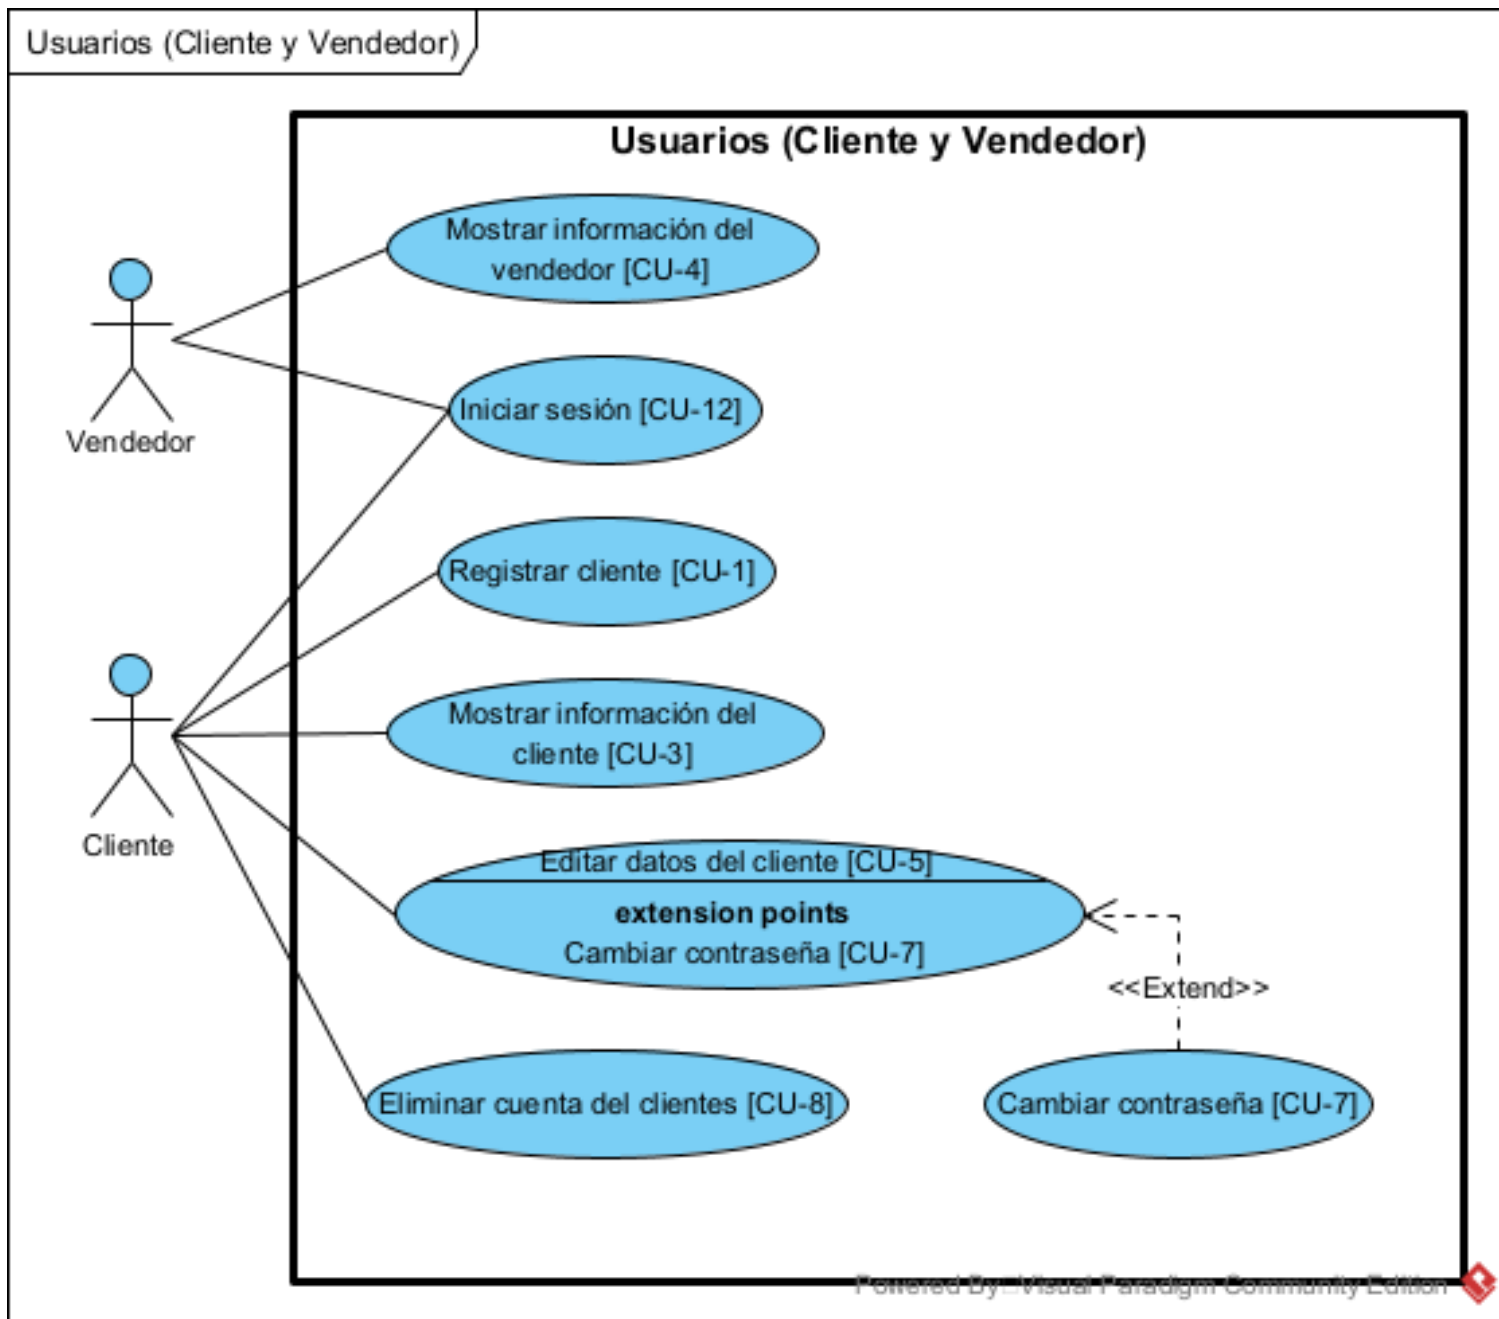 Usuarios (Cliente y Vendedor)
Usuarios (Cliente y Vendedor)
Mostrar información del
vendedor [CU-4]
Vendedor
Iniciar sesión [CU-12]
Registrar cliente [CU-1]
Mostrar información del
cliente [CU-3]
Cliente
Editar datos del cliente [CU-5]
extension points
Cambiar contraseña [CU-7]
<<Extend>>
Eliminar cuenta del clientes [CU-8]
Cambiar contraseña [CU-7]
Powered By Visual Paradigm Community Edition